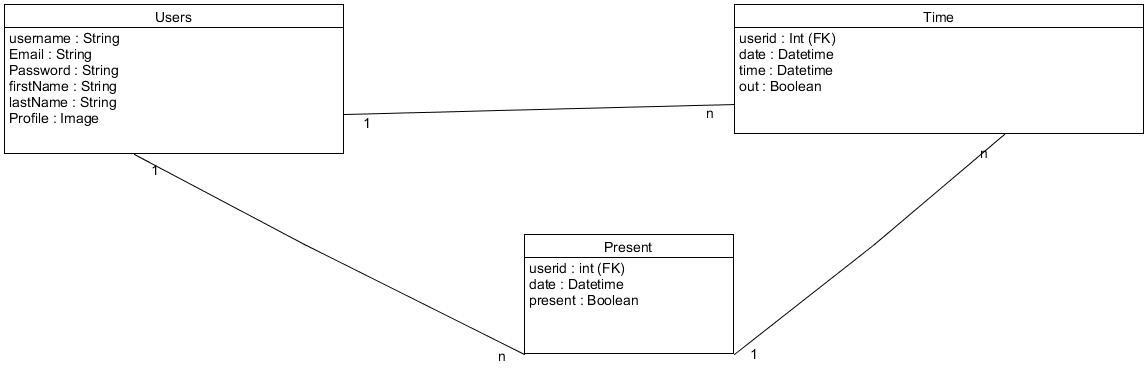 Users
username : String
Email : String
Password : String
firstName : String
lastName : String
Profile : Image
Time
userid : Int (FK)
date : Datetime
time : Datetime
out : Boolean
1
n
1
n
Present
userid : int (FK)
date : Datetime
present : Boolean
n
1